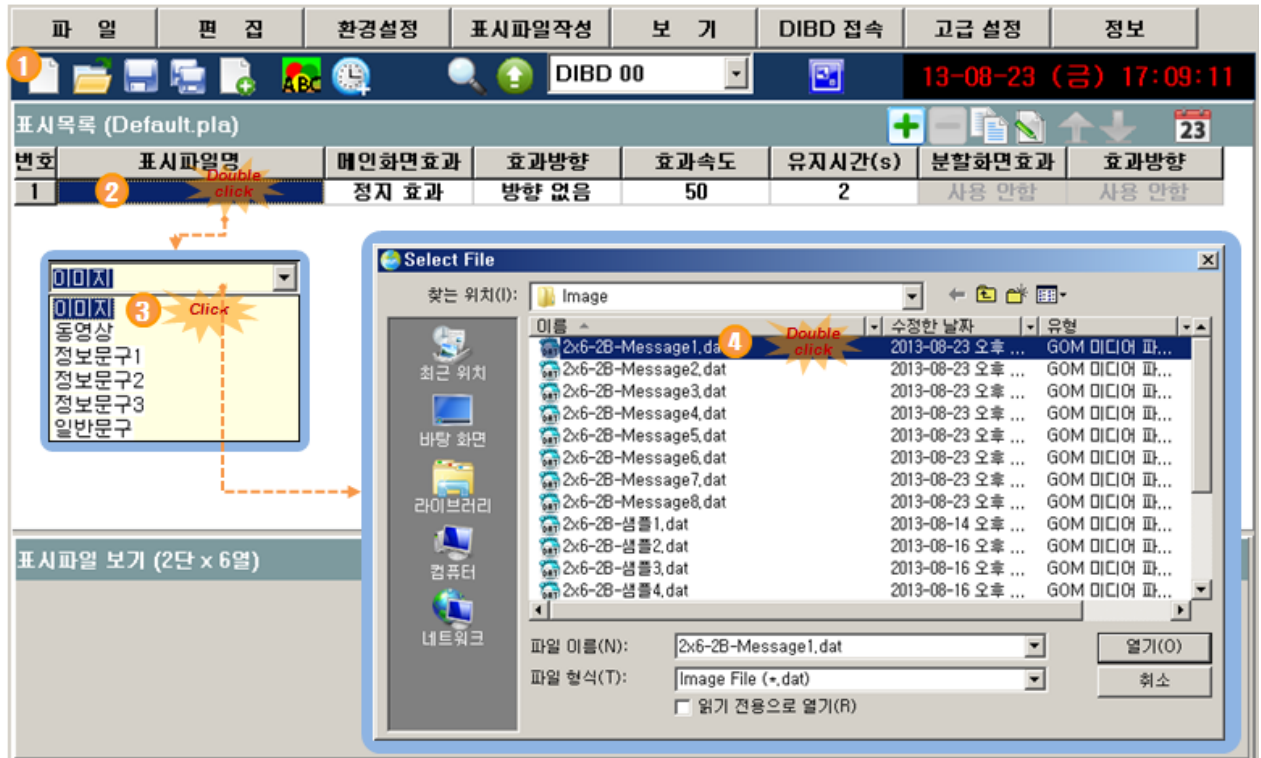 파 일 편 집 환경설정 표시파일작성 보 기 DIBD 접속 고급 설정 정보
1 ABC DIBD 00 13-08-23 (금) 17:09:11
표시목록 (Default.pla) 23
번호 표시파일명 메인화면효과 효과방향 효과속도 유지시간(s) 분할화면효과 효과방향
1 2 Double click 정지 효과 방향 없음 50 2 사용 안함 사용 안함
이미지
이미지 3 Click
동영상
정보문구1
정보문구2
정보문구3
일반문구
Select File
찾는 위치(I): Image
최근 위치
바탕 화면
라이브러리
컴퓨터
네트워크
이름 수정한 날짜 유형
2x6-2B-Message1.da 4 Double click 2013-08-23 오후 ... GOM 미디어 파...
2x6-2B-Message2.dat 2013-08-23 오후 ... GOM 미디어 파...
2x6-2B-Message3.dat 2013-08-23 오후 ... GOM 미디어 파...
2x6-2B-Message4.dat 2013-08-23 오후 ... GOM 미디어 파...
2x6-2B-Message5.dat 2013-08-23 오후 ... GOM 미디어 파...
2x6-2B-Message6.dat 2013-08-23 오후 ... GOM 미디어 파...
2x6-2B-Message7.dat 2013-08-23 오후 ... GOM 미디어 파...
2x6-2B-Message8.dat 2013-08-23 오후 ... GOM 미디어 파...
2x6-2B-샘플1.dat 2013-08-14 오후 ... GOM 미디어 파...
2x6-2B-샘플2.dat 2013-08-16 오후 ... GOM 미디어 파...
2x6-2B-샘플3.dat 2013-08-16 오후 ... GOM 미디어 파...
2x6-2B-샘플4.dat 2013-08-16 오후 ... GOM 미디어 파...
파일 이름(N): 2x6-2B-Message1.dat 열기(O)
파일 형식(T): Image File (*.dat) 취소
읽기 전용으로 열기(R)
표시파일 보기 (2단 x 6열)